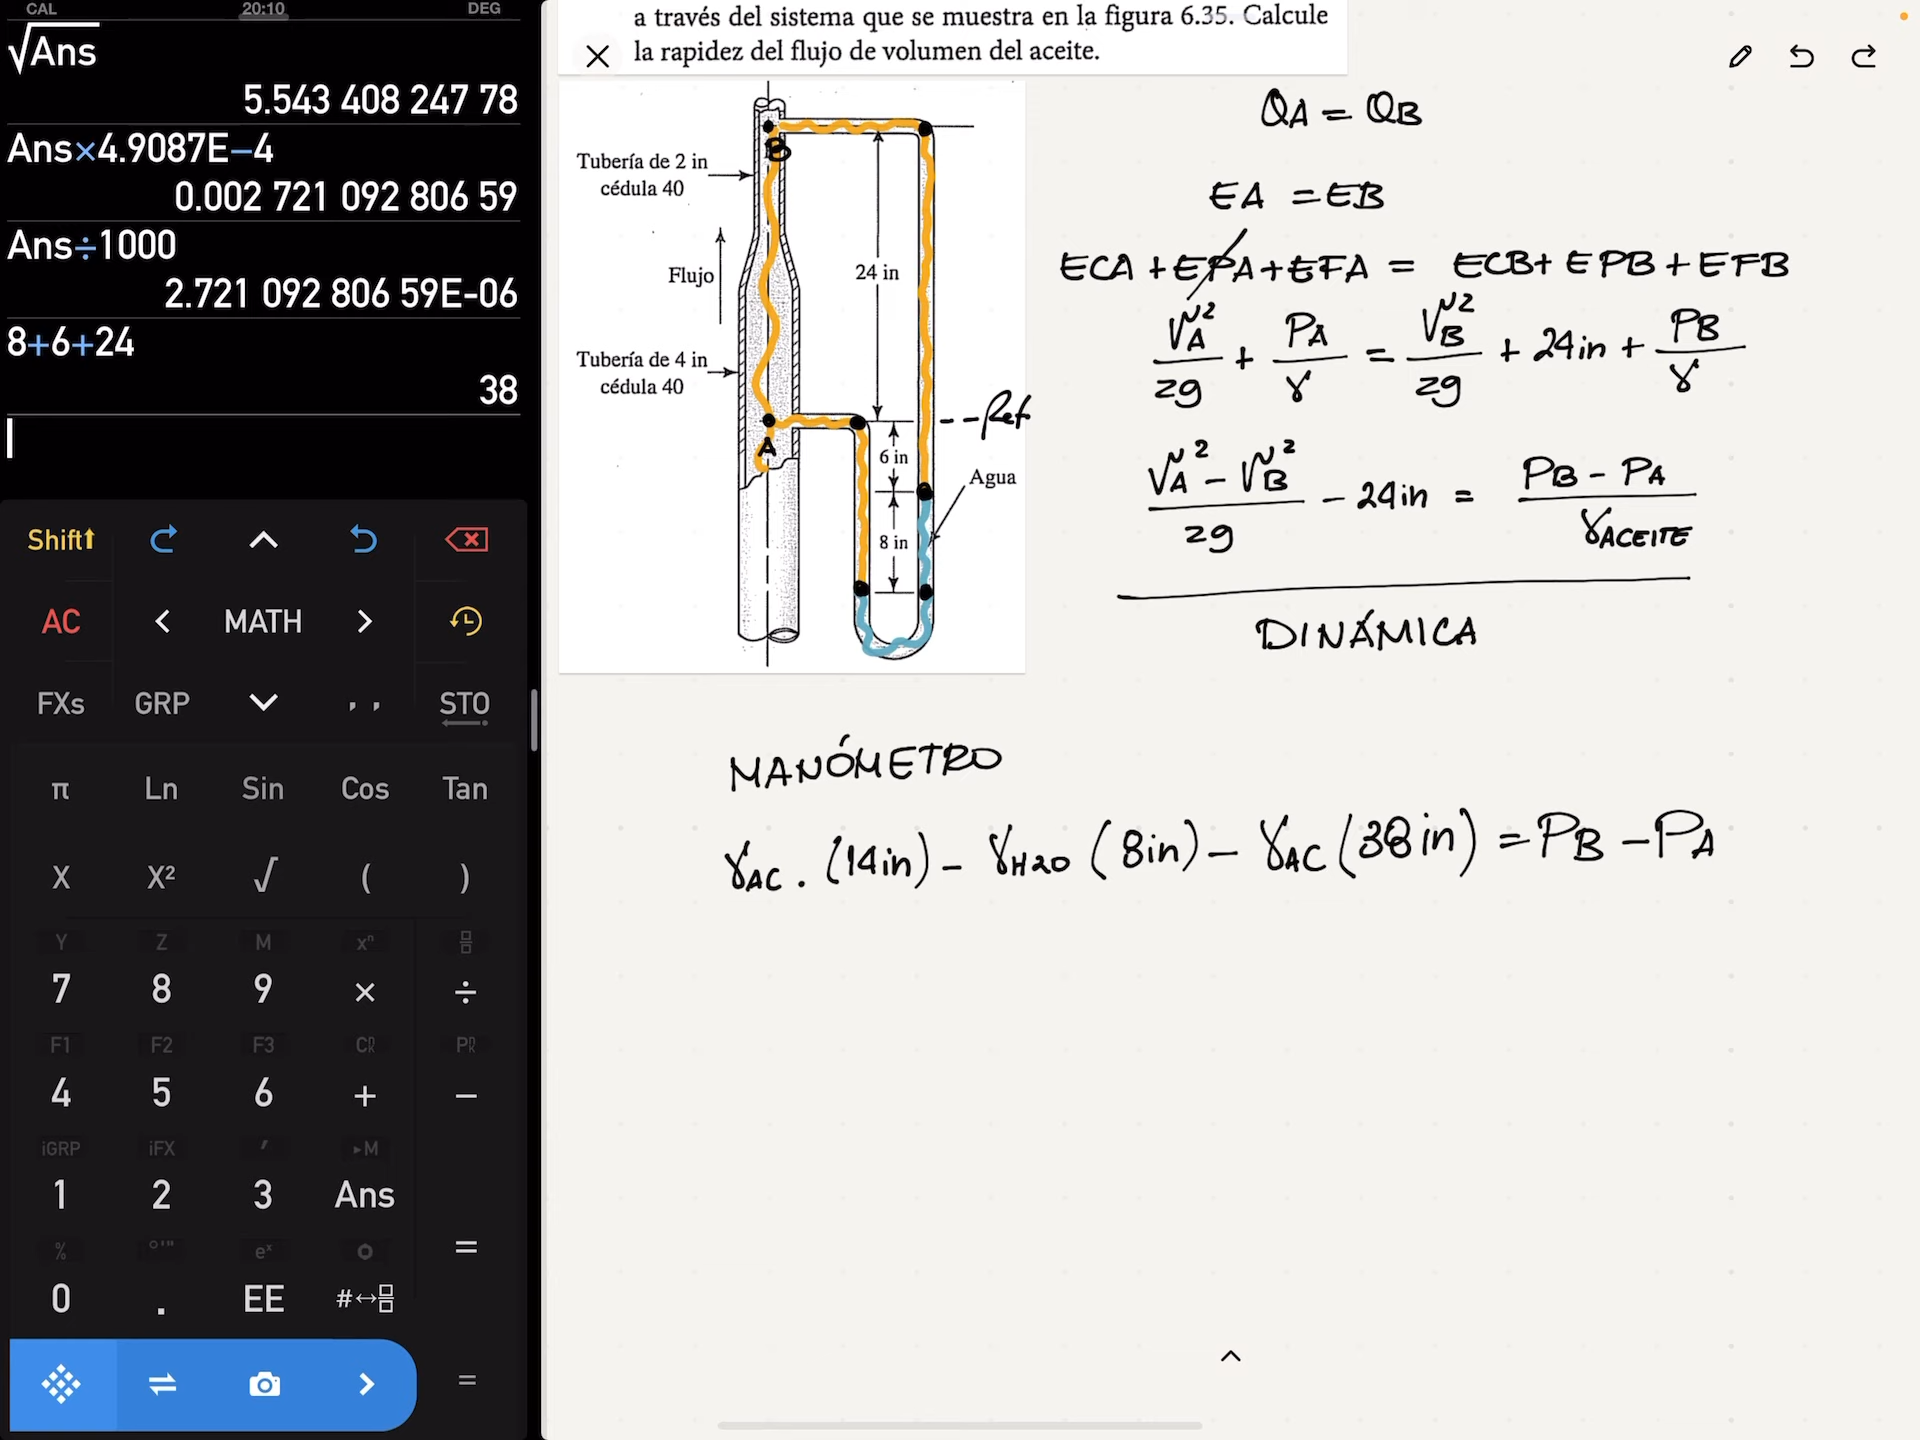 CAL 20:10 DEG
√Ans
5.543 408 247 78
Ans×4.9087E−4
0.002 721 092 806 59
Ans÷1000
2.721 092 806 59E-06
8+6+24
38
Shift
AC < MATH >
FXs GRP , , STO
π Ln Sin Cos Tan
X X² √ ( )
Y Z M xⁿ
7 8 9 × ÷
F1 F2 F3 CR PR
4 5 6 + −
iGRP iFX ′ ▸M
1 2 3 Ans
% °′″ eˣ =
0 . EE #↔
⇌ > =
a través del sistema que se muestra en la figura 6.35. Calcule
la rapidez del flujo de volumen del aceite.
B
Tubería de 2 in
cédula 40
Flujo
24 in
Tubería de 4 in
cédula 40
--Ref
A
6 in
Agua
8 in
QA = QB
EA = EB
ECA + EPA + EFA = ECB + EPB + EFB
VA²/2g + PA/γ = VB²/2g + 24in + PB/γ
VA² − VB²/2g − 24in = PB − PA/γACEITE
DINÁMICA
MANÓMETRO
γAC . (14in) − γH2O (8in) − γAC (38in) = PB − PA